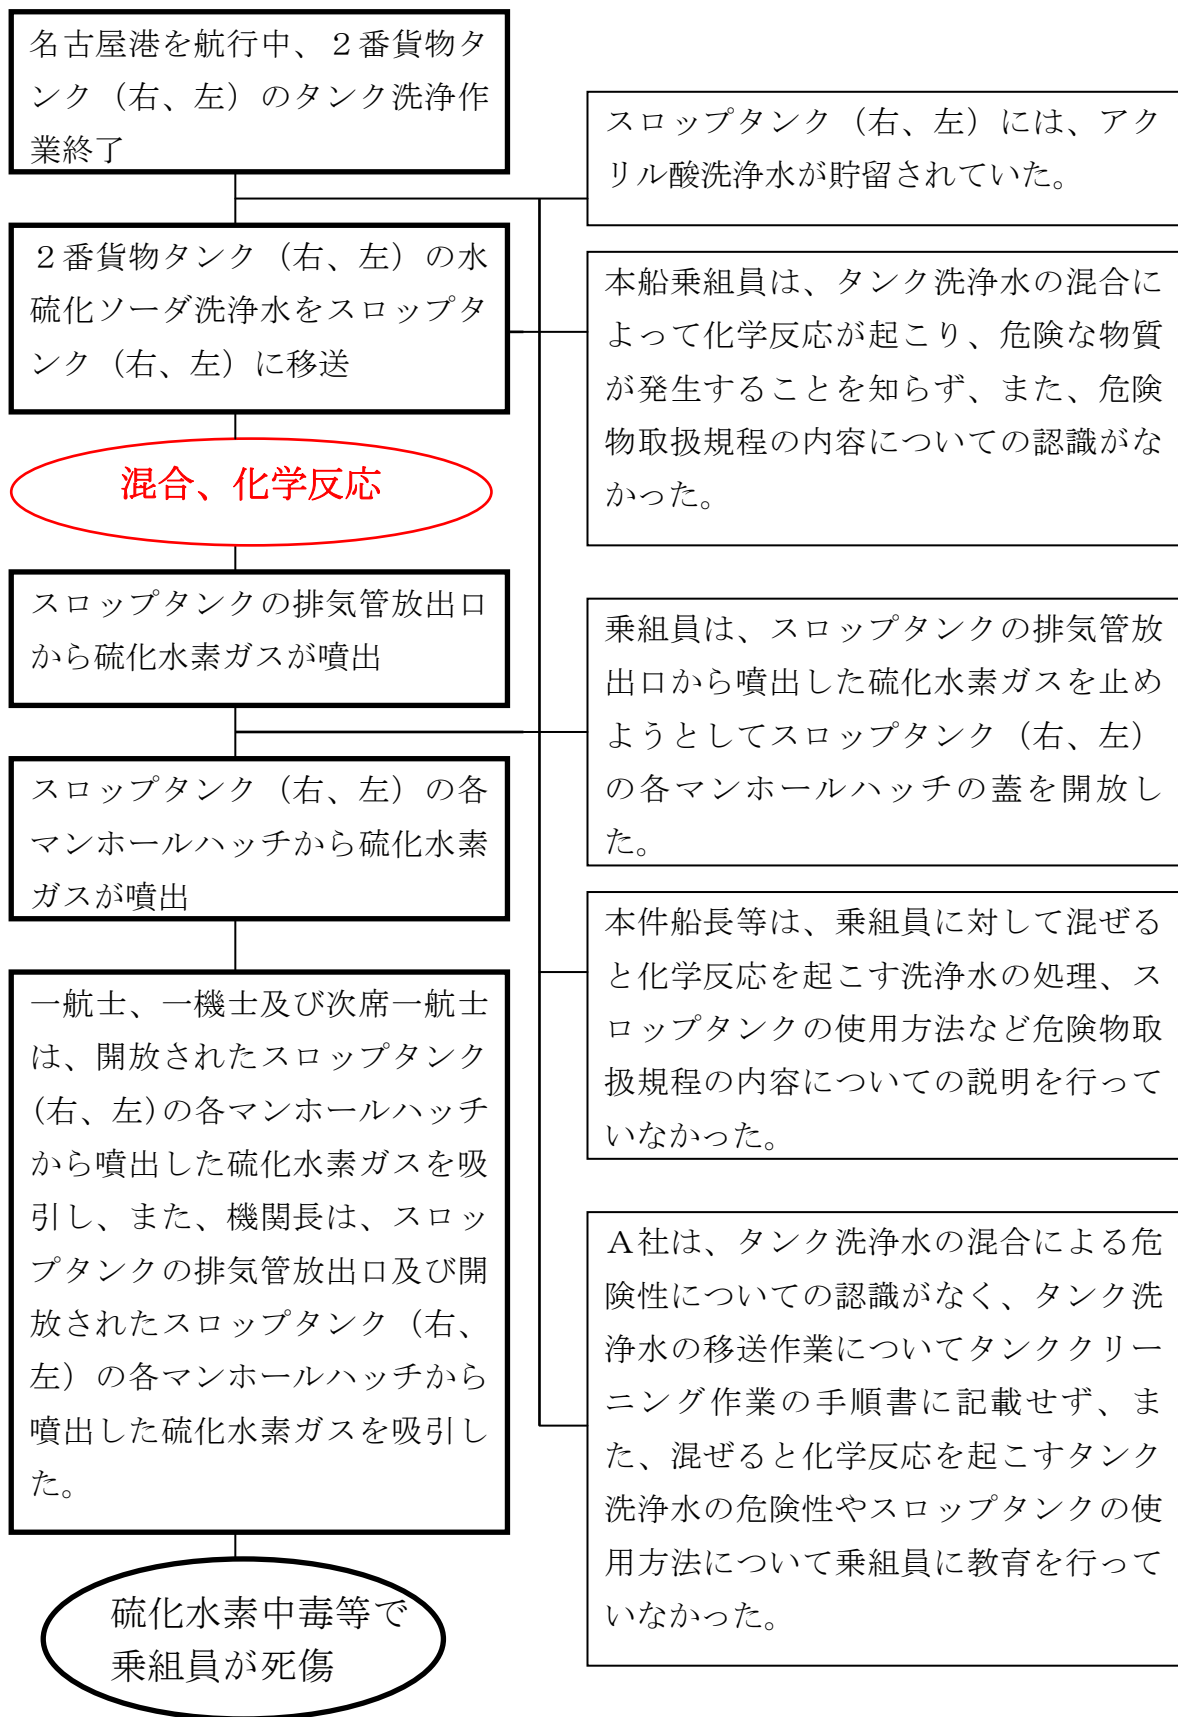 名古屋港を航行中、２番貨物タ
ンク（右、左）のタンク洗浄作
業終了
２番貨物タンク（右、左）の水
硫化ソーダ洗浄水をスロップタ
ンク（右、左）に移送
混合、化学反応
スロップタンクの排気管放出口
から硫化水素ガスが噴出
スロップタンク（右、左）の各
マンホールハッチから硫化水素
ガスが噴出
一航士、一機士及び次席一航士
は、開放されたスロップタンク
(右、左)の各マンホールハッチ
から噴出した硫化水素ガスを吸
引し、また、機関長は、スロッ
プタンクの排気管放出口及び開
放されたスロップタンク（右、
左）の各マンホールハッチから
噴出した硫化水素ガスを吸引し
た。
硫化水素中毒等で
乗組員が死傷
スロップタンク（右、左）には、アク
リル酸洗浄水が貯留されていた。
本船乗組員は、タンク洗浄水の混合に
よって化学反応が起こり、危険な物質
が発生することを知らず、また、危険
物取扱規程の内容についての認識がな
かった。
乗組員は、スロップタンクの排気管放
出口から噴出した硫化水素ガスを止め
ようとしてスロップタンク（右、左）
の各マンホールハッチの蓋を開放し
た。
本件船長等は、乗組員に対して混ぜる
と化学反応を起こす洗浄水の処理、ス
ロップタンクの使用方法など危険物取
扱規程の内容についての説明を行って
いなかった。
Ａ社は、タンク洗浄水の混合による危
険性についての認識がなく、タンク洗
浄水の移送作業についてタンククリー
ニング作業の手順書に記載せず、ま
た、混ぜると化学反応を起こすタンク
洗浄水の危険性やスロップタンクの使
用方法について乗組員に教育を行って
いなかった。